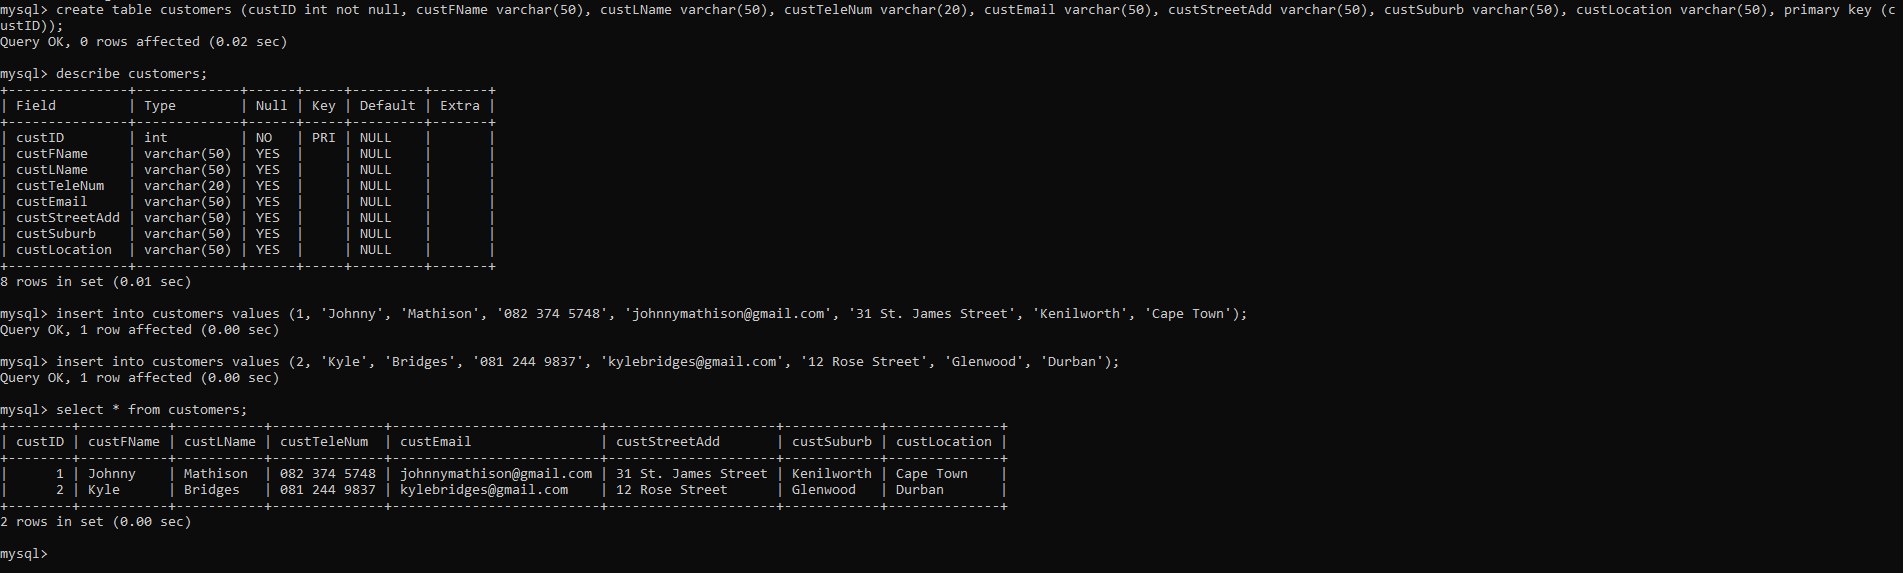 mysql> create table customers (custID int not null, custFName varchar(50), custLName varchar(50), custTeleNum varchar(20), custEmail varchar(50), custStreetAdd varchar(50), custSuburb varchar(50), custLocation varchar(50), primary key (c
ustID));
Query OK, 0 rows affected (0.02 sec)

mysql> describe customers;
+---------------+-------------+------+-----+---------+-------+
| Field         | Type        | Null | Key | Default | Extra |
+---------------+-------------+------+-----+---------+-------+
| custID        | int         | NO   | PRI | NULL    |       |
| custFName     | varchar(50) | YES  |     | NULL    |       |
| custLName     | varchar(50) | YES  |     | NULL    |       |
| custTeleNum   | varchar(20) | YES  |     | NULL    |       |
| custEmail     | varchar(50) | YES  |     | NULL    |       |
| custStreetAdd | varchar(50) | YES  |     | NULL    |       |
| custSuburb    | varchar(50) | YES  |     | NULL    |       |
| custLocation  | varchar(50) | YES  |     | NULL    |       |
+---------------+-------------+------+-----+---------+-------+
8 rows in set (0.01 sec)

mysql> insert into customers values (1, 'Johnny', 'Mathison', '082 374 5748', 'johnnymathison@gmail.com', '31 St. James Street', 'Kenilworth', 'Cape Town');
Query OK, 1 row affected (0.00 sec)

mysql> insert into customers values (2, 'Kyle', 'Bridges', '081 244 9837', 'kylebridges@gmail.com', '12 Rose Street', 'Glenwood', 'Durban');
Query OK, 1 row affected (0.00 sec)

mysql> select * from customers;
+--------+-----------+-----------+--------------+--------------------------+---------------------+------------+--------------+
| custID | custFName | custLName | custTeleNum  | custEmail                | custStreetAdd       | custSuburb | custLocation |
+--------+-----------+-----------+--------------+--------------------------+---------------------+------------+--------------+
|      1 | Johnny    | Mathison  | 082 374 5748 | johnnymathison@gmail.com | 31 St. James Street | Kenilworth | Cape Town    |
|      2 | Kyle      | Bridges   | 081 244 9837 | kylebridges@gmail.com    | 12 Rose Street      | Glenwood   | Durban       |
+--------+-----------+-----------+--------------+--------------------------+---------------------+------------+--------------+
2 rows in set (0.00 sec)

mysql>